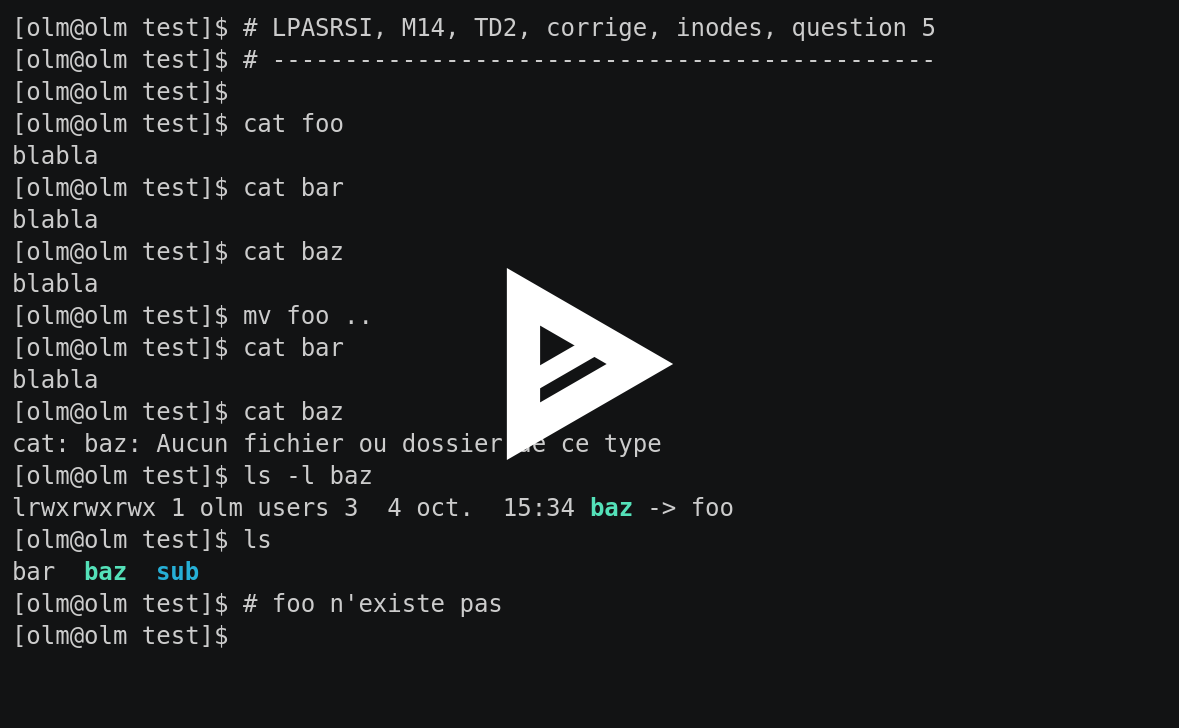 [olm@olm test]$ # LPASRSI, M14, TD2, corrige, inodes, question 5
[olm@olm test]$ # ----------------------------------------------
[olm@olm test]$
[olm@olm test]$ cat foo
blabla
[olm@olm test]$ cat bar
blabla
[olm@olm test]$ cat baz
blabla
[olm@olm test]$ mv foo ..
[olm@olm test]$ cat bar
blabla
[olm@olm test]$ cat baz
cat: baz: Aucun fichier ou dossier de ce type
[olm@olm test]$ ls -l baz
lrwxrwxrwx 1 olm users 3  4 oct.  15:34 baz -> foo
[olm@olm test]$ ls
bar  baz  sub
[olm@olm test]$ # foo n'existe pas
[olm@olm test]$